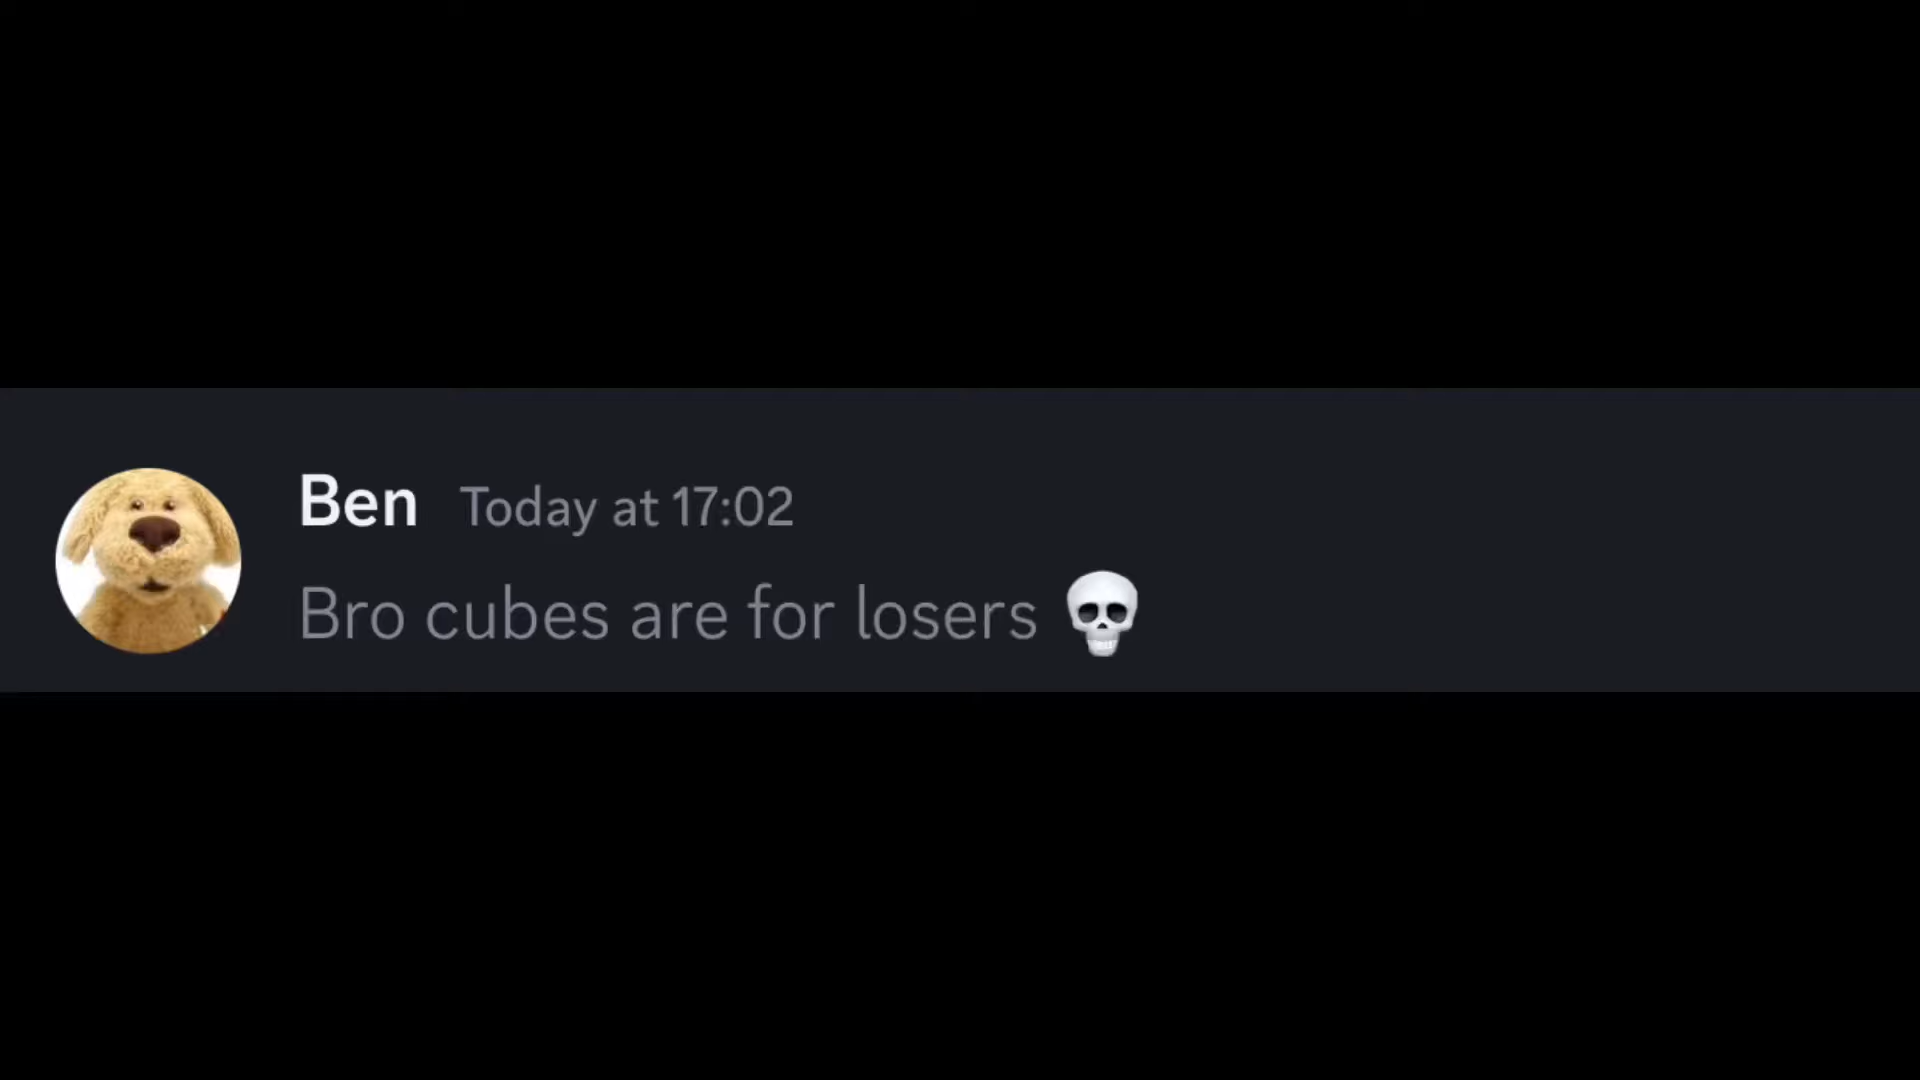 Ben Today at 17:02
Bro cubes are for losers 💀